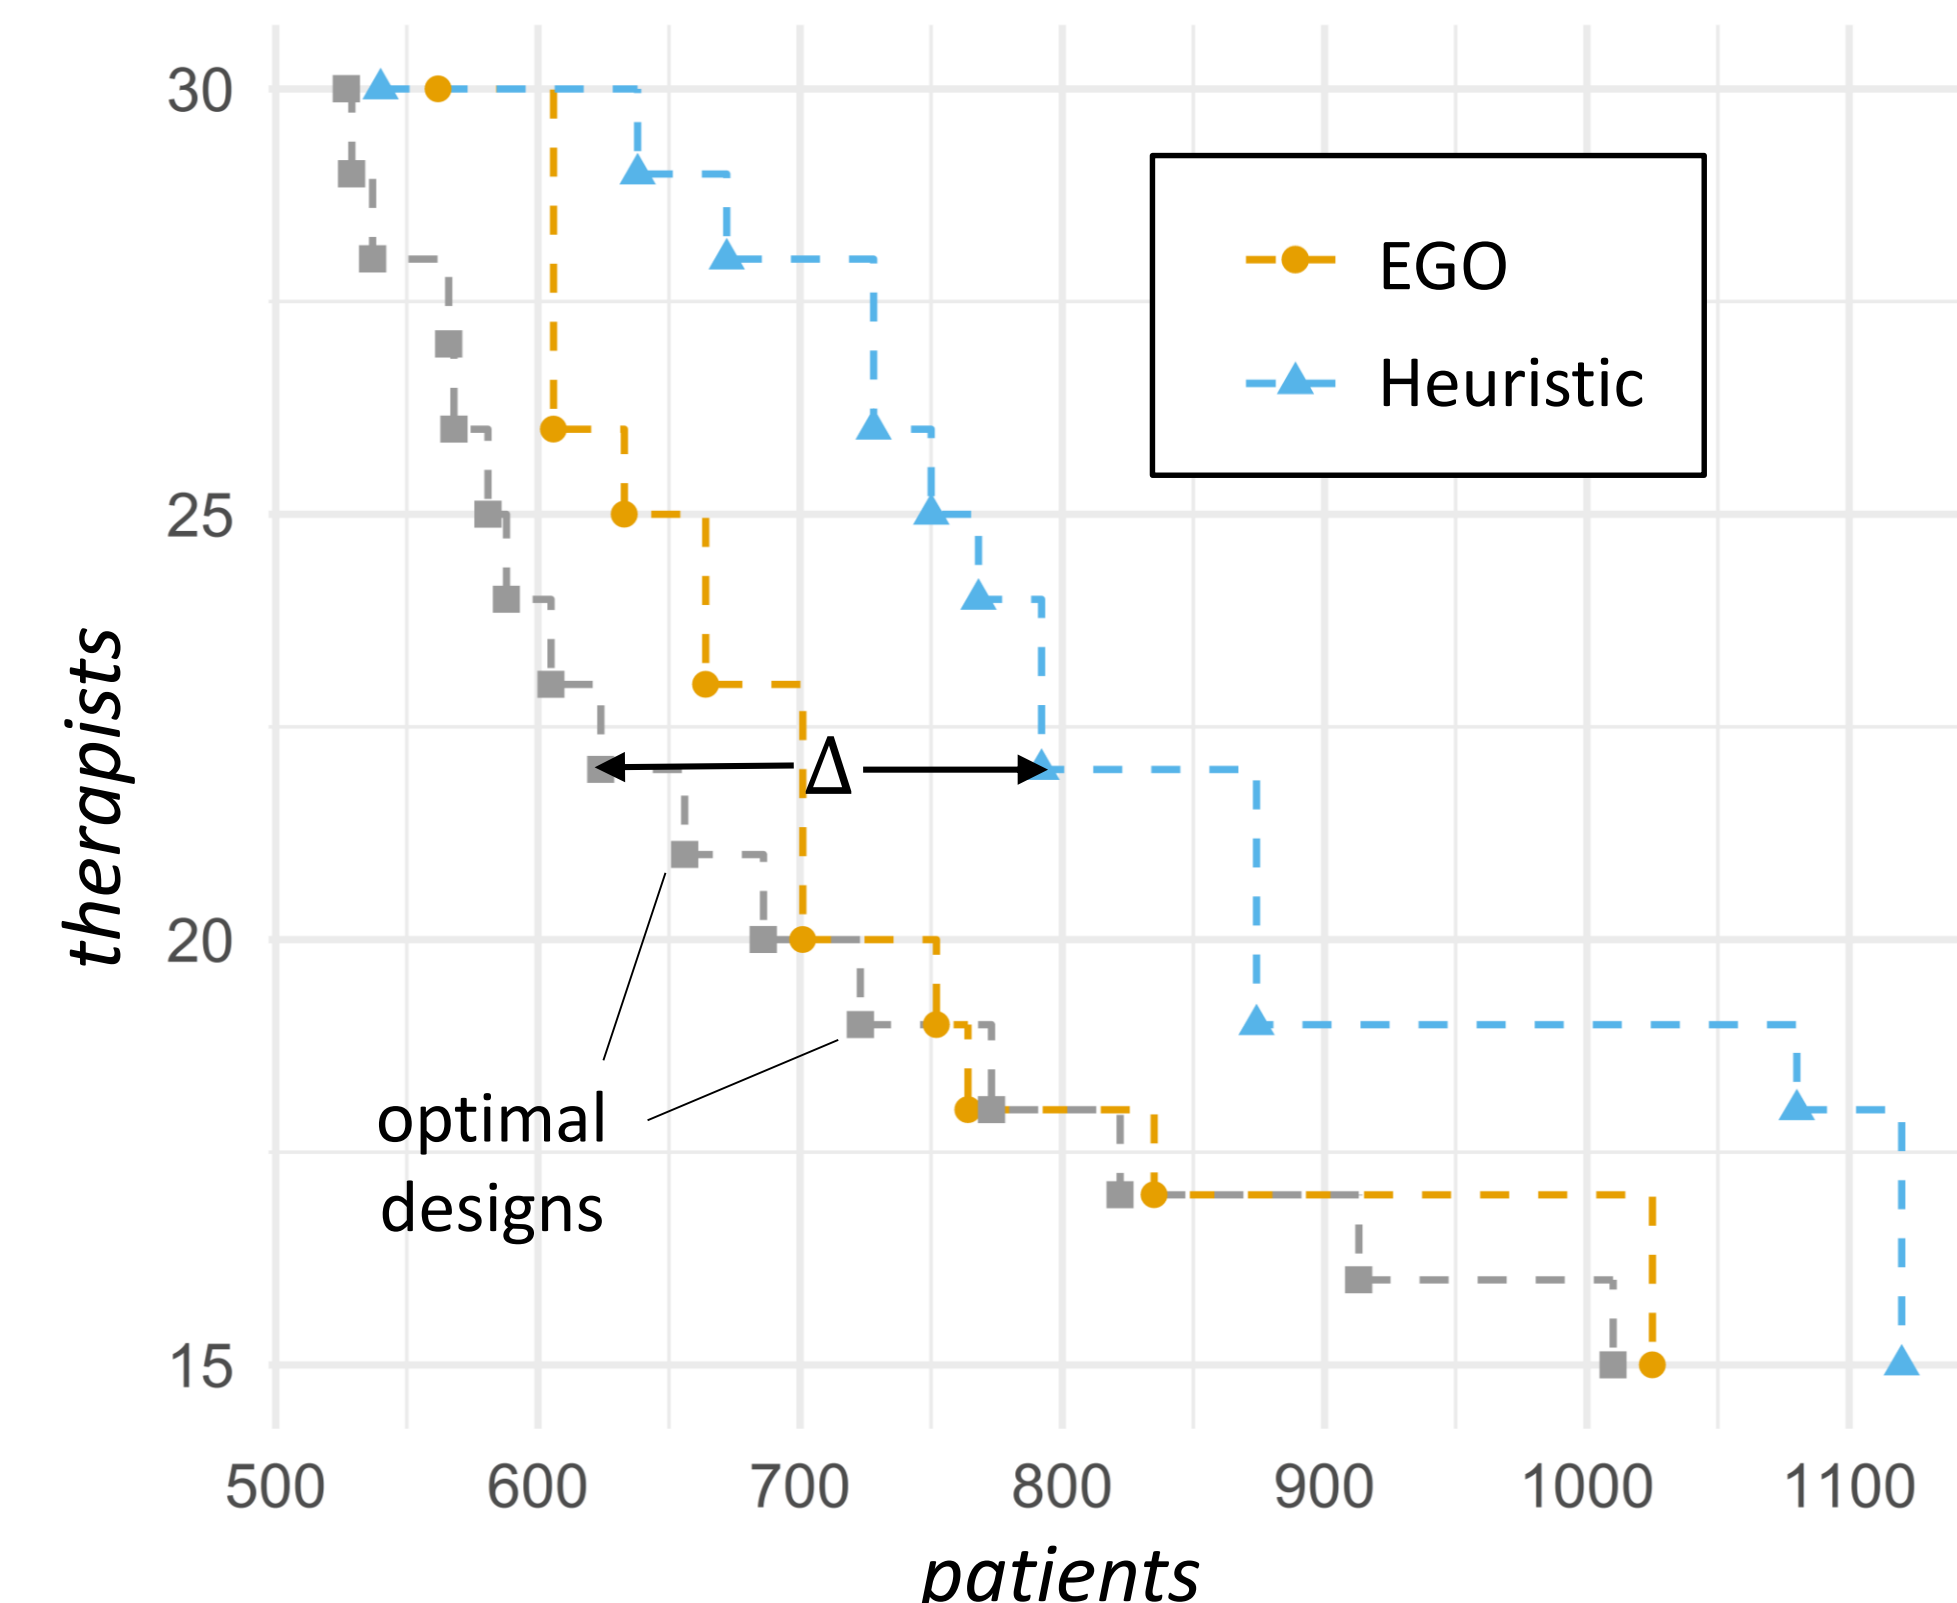 30
25
20
15
therapists
EGO
Heuristic
Δ
optimal
designs
500 600 700 800 900 1000 1100
patients